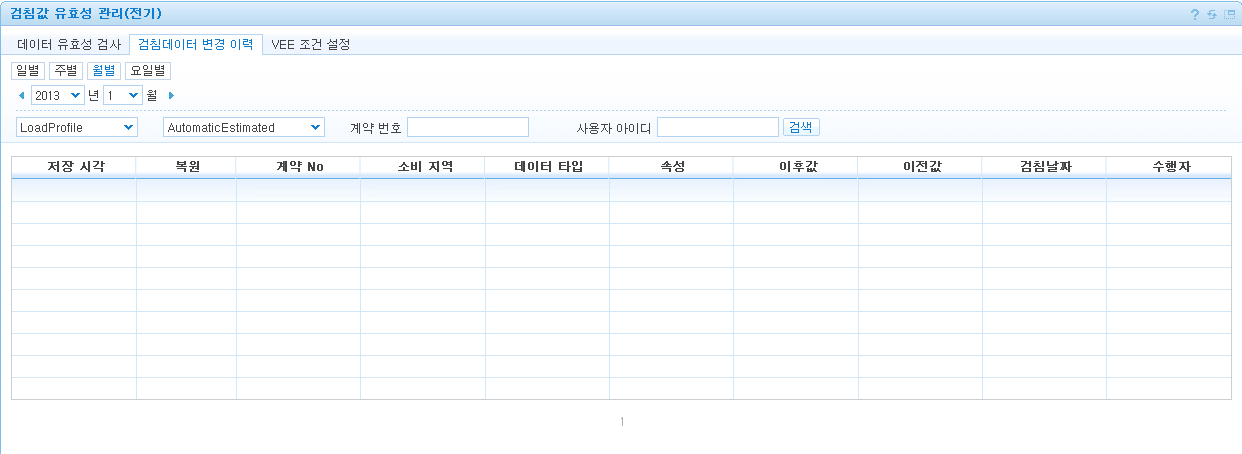 검침값 유효성 관리(전기)
?
데이터 유효성 검사 검침데이터 변경 이력 VEE 조건 설정
일별 주별 월별 요일별
2013 년 1 월
LoadProfile AutomaticEstimated 계약 번호 사용자 아이디 검색
저장 시각 복원 계약 No 소비 지역 데이터 타입 속성 이후값 이전값 검침날짜 수행자
1